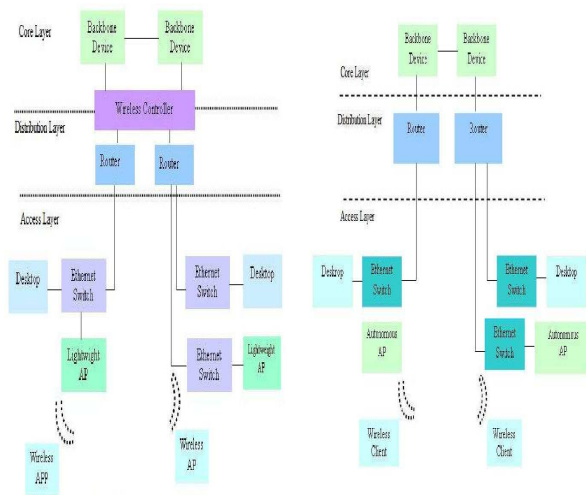 Core Layer
Backbone
Device
Backbone
Device
Wireless Controller
Distribution Layer
Router
Router
Access Layer
Desktop
Ethernet
Switch
Ethernet
Switch
Desktop
Lightwight
AP
Ethernet
Switch
Lightweight
AP
Wireless
APP
Wireless
AP
Backbone
Device
Backbone
Device
Core Layer
Distribution Layer
Router
Router
Access Layer
Desktop
Ethernet
Switch
Ethernet
Switch
Desktop
Autonomous
AP
Ethernet
Switch
Autonomous
AP
Wireless
Client
Wireless
Client